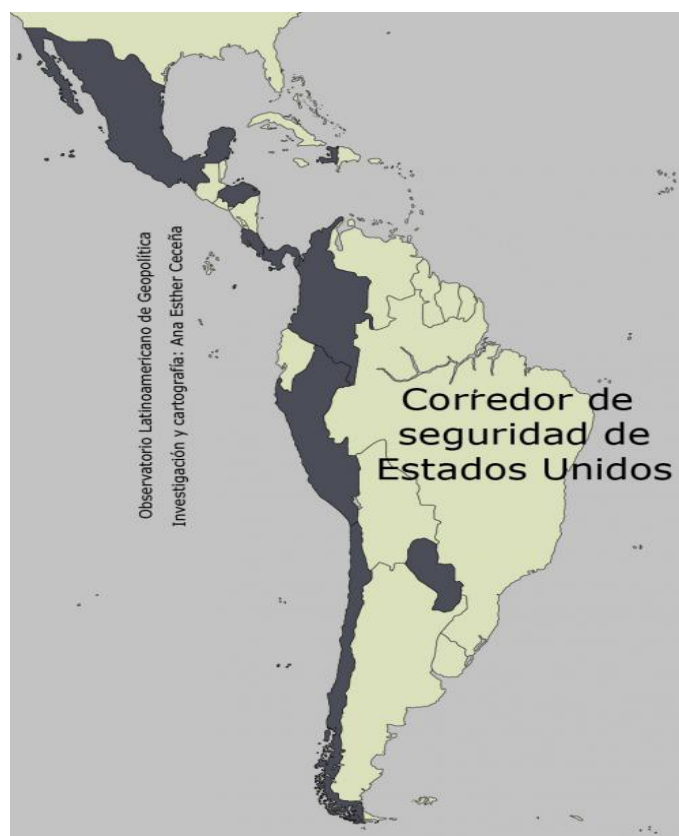 Observatorio Latinoamericano de Geopolítica
Investigación y cartografía: Ana Esther Ceceña
Corredor de
seguridad de
Estados Unidos